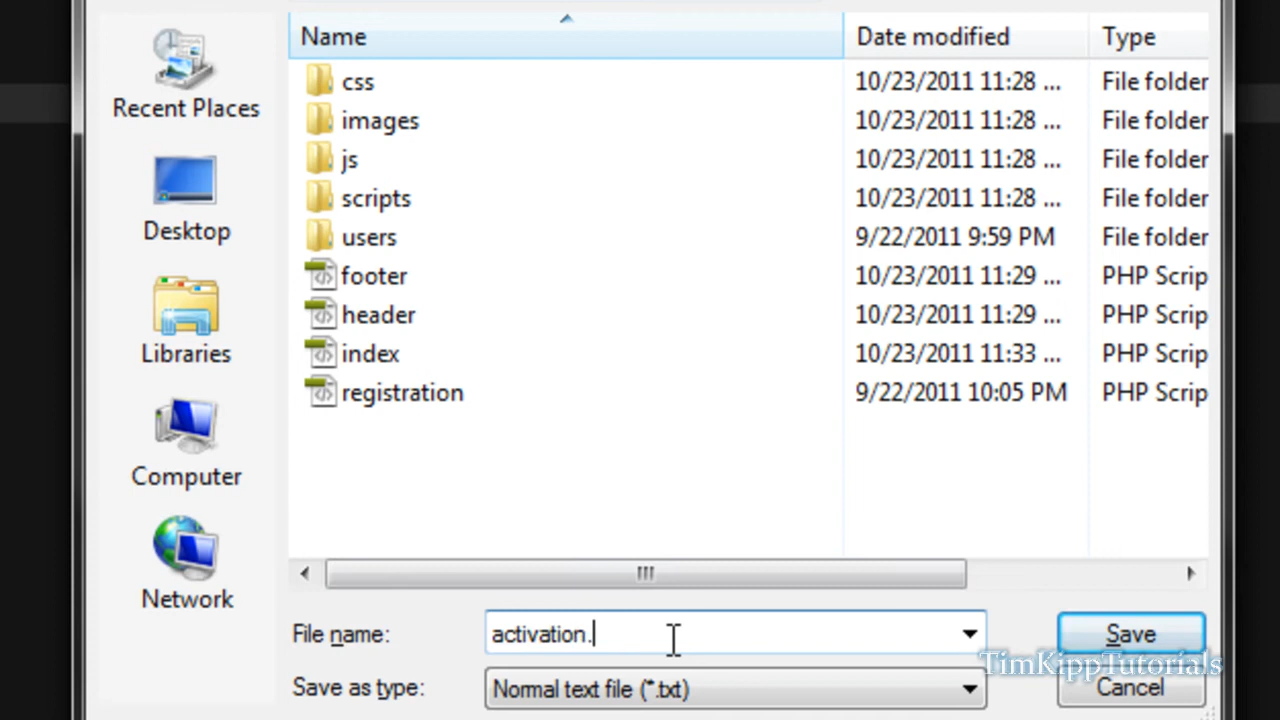 Name Date modified Type
Recent Places
css 10/23/2011 11:28 ... File folder
images 10/23/2011 11:28 ... File folder
js 10/23/2011 11:28 ... File folder
Desktop
scripts 10/23/2011 11:28 ... File folder
users 9/22/2011 9:59 PM File folder
footer 10/23/2011 11:29 ... PHP Scrip
header 10/23/2011 11:29 ... PHP Scrip
Libraries
index 10/23/2011 11:33 ... PHP Scrip
registration 9/22/2011 10:05 PM PHP Scrip
Computer
Network
File name: activation. Save
TimKippTutorials
Save as type: Normal text file (*.txt) Cancel